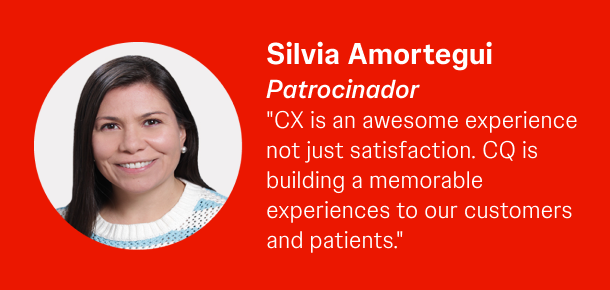 Silvia Amortegui
Patrocinador
"CX is an awesome experience
not just satisfaction. CQ is
building a memorable
experiences to our customers
and patients."